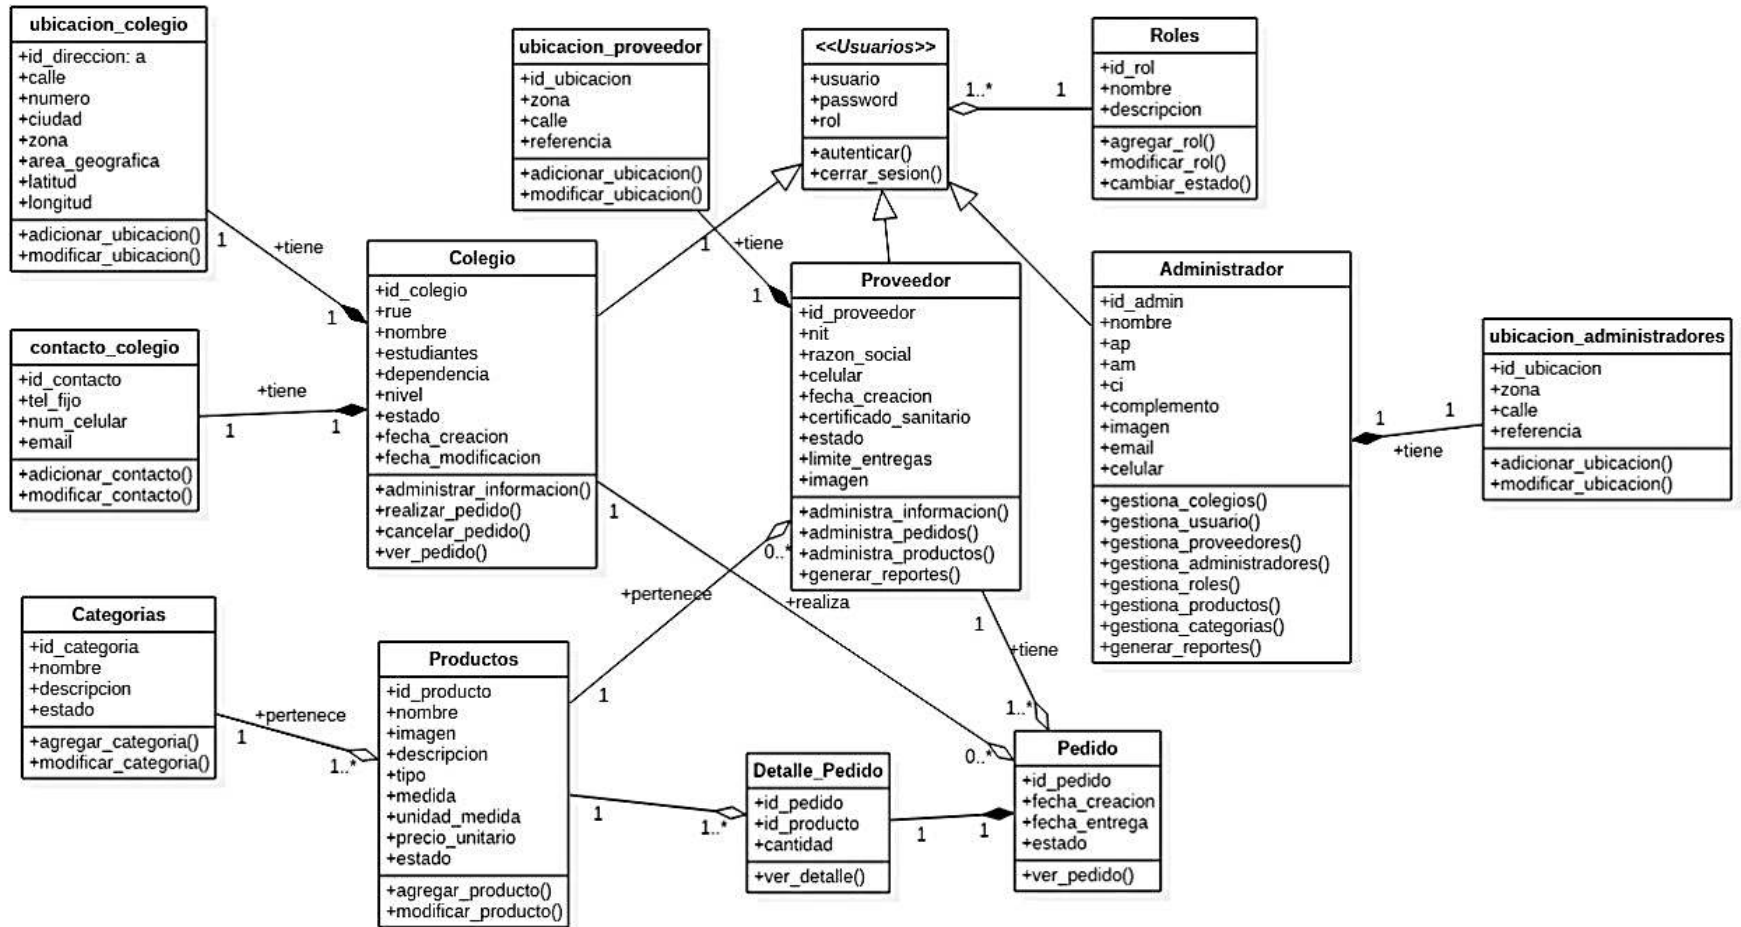 ubicacion_colegio
+id_direccion: a
+calle
+numero
+ciudad
+zona
+area_geografica
+latitud
+longitud
+adicionar_ubicacion()
+modificar_ubicacion()
1
+tiene
1
contacto_colegio
+id_contacto
+tel_fijo
+num_celular
+email
+adicionar_contacto()
+modificar_contacto()
1
+tiene
1
Colegio
+id_colegio
+rue
+nombre
+estudiantes
+dependencia
+nivel
+estado
+fecha_creacion
+fecha_modificacion
+administrar_informacion()
+realizar_pedido()
+cancelar_pedido()
+ver_pedido()
1
+realiza
0..*
ubicacion_proveedor
+id_ubicacion
+zona
+calle
+referencia
+adicionar_ubicacion()
+modificar_ubicacion()
1
+tiene
1
<<Usuarios>>
+usuario
+password
+rol
+autenticar()
+cerrar_sesion()
1..*
1
Roles
+id_rol
+nombre
+descripcion
+agregar_rol()
+modificar_rol()
+cambiar_estado()
Proveedor
+id_proveedor
+nit
+razon_social
+celular
+fecha_creacion
+certificado_sanitario
+estado
+limite_entregas
+imagen
+administra_informacion()
+administra_pedidos()
+administra_productos()
+generar_reportes()
0..*
+pertenece
1
1
+tiene
1..*
Administrador
+id_admin
+nombre
+ap
+am
+ci
+complemento
+imagen
+email
+celular
+gestiona_colegios()
+gestiona_usuario()
+gestiona_proveedores()
+gestiona_administradores()
+gestiona_roles()
+gestiona_productos()
+gestiona_categorias()
+generar_reportes()
1
+tiene
1
ubicacion_administradores
+id_ubicacion
+zona
+calle
+referencia
+adicionar_ubicacion()
+modificar_ubicacion()
Categorias
+id_categoria
+nombre
+descripcion
+estado
+agregar_categoria()
+modificar_categoria()
+pertenece
1
1..*
Productos
+id_producto
+nombre
+imagen
+descripcion
+tipo
+medida
+unidad_medida
+precio_unitario
+estado
+agregar_producto()
+modificar_producto()
1
1..*
Detalle_Pedido
+id_pedido
+id_producto
+cantidad
+ver_detalle()
1
1
Pedido
+id_pedido
+fecha_creacion
+fecha_entrega
+estado
+ver_pedido()